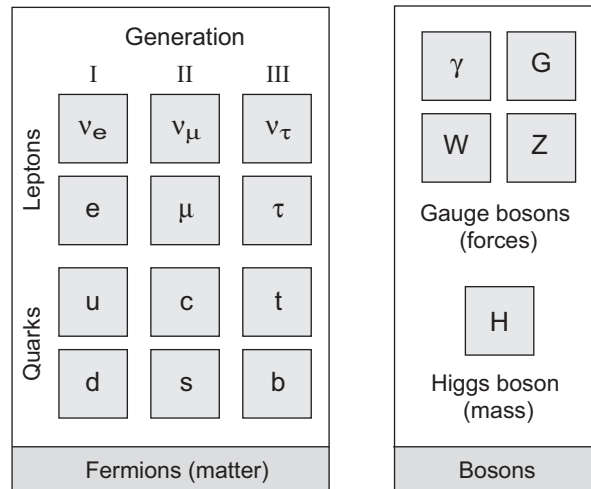 Generation
I II III
Leptons
νe νμ ντ
e μ τ
Quarks
u c t
d s b
Fermions (matter)
γ G
W Z
Gauge bosons
(forces)
H
Higgs boson
(mass)
Bosons